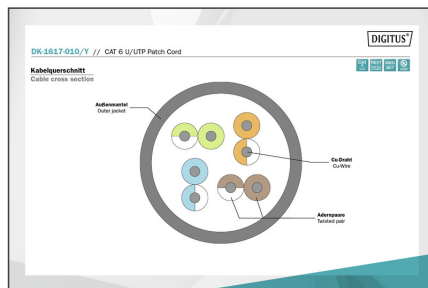 DIGITUS®
DK-1617-010/Y // CAT 6 U/UTP Patch Cord
Kabelquerschnitt
Cable cross section
Außenmantel
Outer jacket
Cu-Draht
Cu-Wire
Adernpaare
Twisted pair